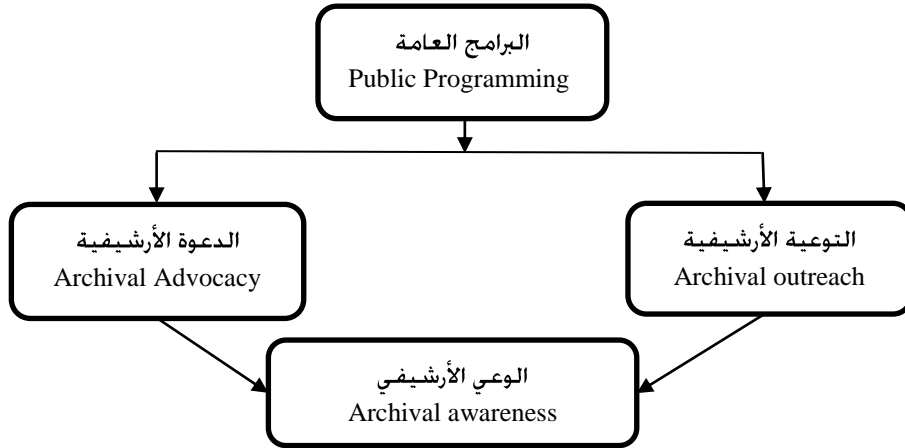 البرامج العامة
Public Programming
التوعية الأرشيفية
Archival outreach
الدعوة الأرشيفية
Archival Advocacy
الوعي الأرشيفي
Archival awareness